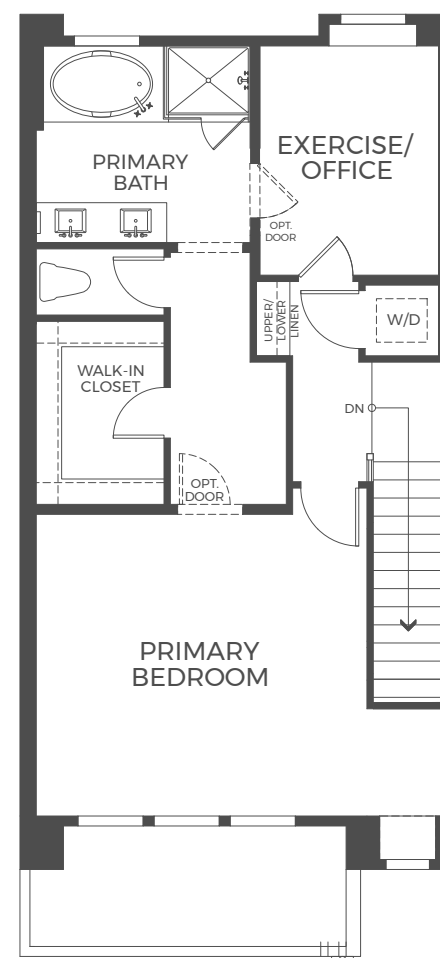 PRIMARY
BATH
EXERCISE/
OFFICE
OPT.
DOOR
UPPER/
LOWER
LINEN
W/D
WALK-IN
CLOSET
DN
OPT.
DOOR
PRIMARY
BEDROOM